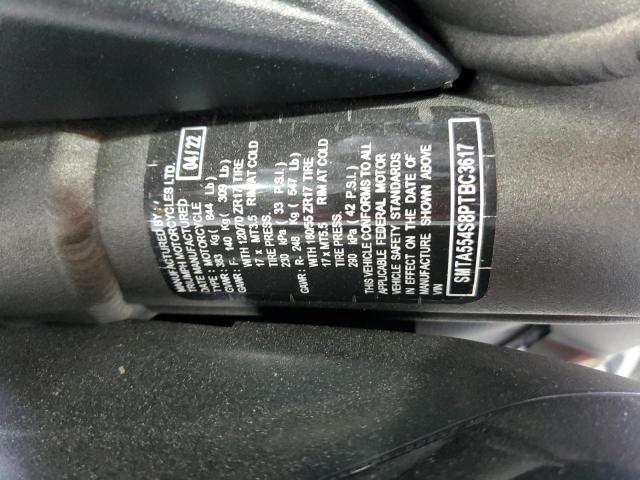 MANUFACTURED BY:
TRIUMPH MOTORCYCLES LTD.
DATE MANUFACTURE 04/22
TYPE: MOTORCYCLE
GVWR: 383 Kg ( 844 Lb)
GAWR: F- 140 Kg ( 309 Lb)
WITH 120/70 ZR17 TIRE
17 x MT3.5 RIM AT COLD
TIRE PRESS.
230 kPa ( 33 P.S.I.)
GAWR: R- 248 Kg ( 547 Lb)
WITH 180/55 ZR17 TIRE
17 x MT5.5 RIM AT COLD
TIRE PRESS.
290 kPa ( 42 P.S.I.)
THIS VEHICLE CONFORMS TO ALL
APPLICABLE FEDERAL MOTOR
VEHICLE SAFETY STANDARDS
IN EFFECT ON THE DATE OF
MANUFACTURE SHOWN ABOVE
VIN
SMTA554S8PTBC3617